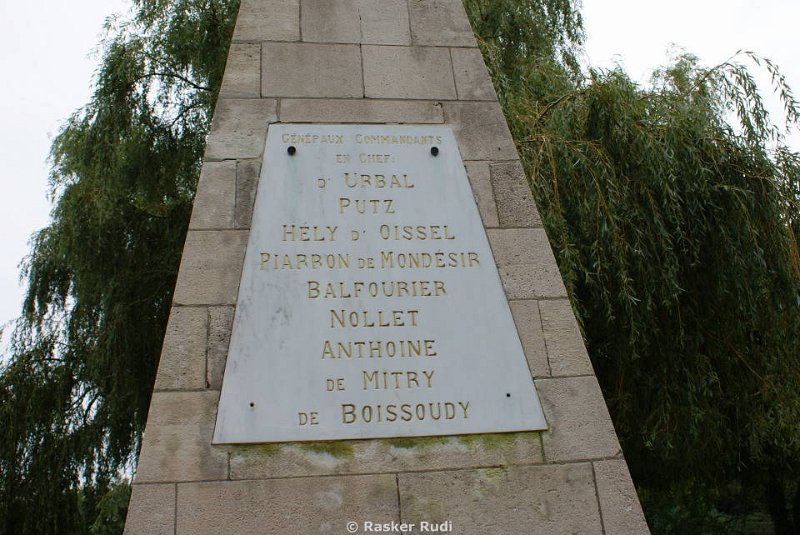 GÉNÉRAUX COMMANDANTS
EN CHEF:
D' URBAL
PUTZ
HÉLY D' OISSEL
PIARRON DE MONDÉSIR
BALFOURIER
NOLLET
ANTHOINE
DE MITRY
DE BOISSOUDY
© Rasker Rudi